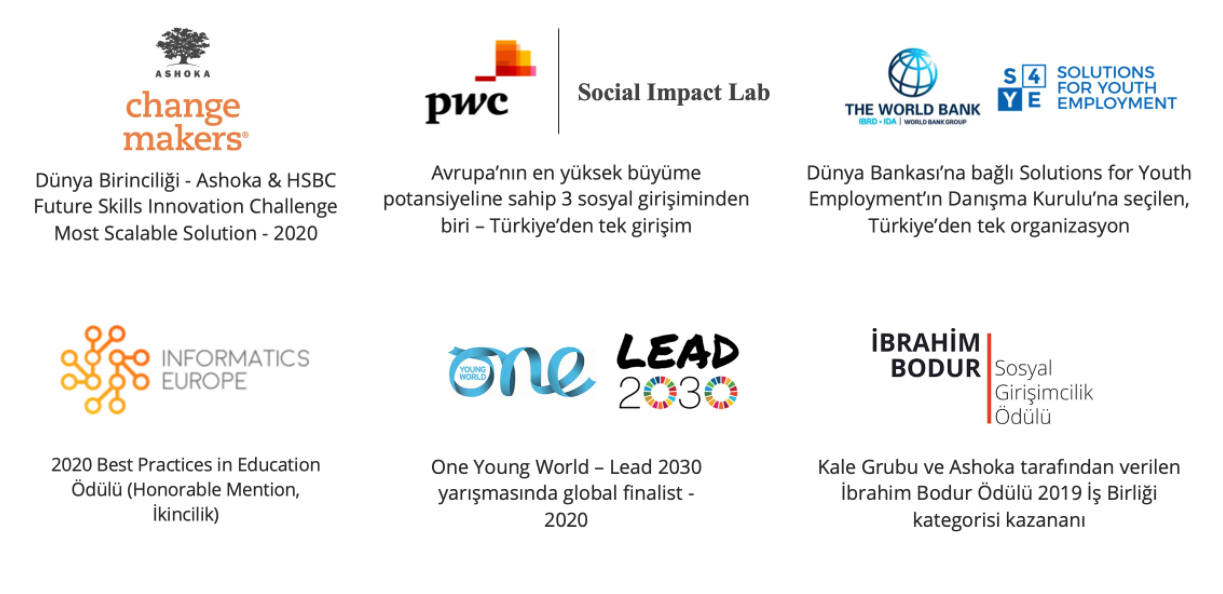 ASHOKA
change
makers®
Dünya Birinciliği - Ashoka & HSBC
Future Skills Innovation Challenge
Most Scalable Solution - 2020
pwc
Social Impact Lab
Avrupa’nın en yüksek büyüme
potansiyeline sahip 3 sosyal girişiminden
biri – Türkiye’den tek girişim
THE WORLD BANK
IBRD • IDA | WORLD BANK GROUP
S4
YE
SOLUTIONS
FOR YOUTH
EMPLOYMENT
Dünya Bankası’na bağlı Solutions for Youth
Employment’ın Danışma Kurulu’na seçilen,
Türkiye’den tek organizasyon
INFORMATICS
EUROPE
2020 Best Practices in Education
Ödülü (Honorable Mention,
İkincilik)
one
YOUNG
WORLD
LEAD
2030
One Young World – Lead 2030
yarışmasında global finalist -
2020
İBRAHİM
BODUR
Sosyal
Girişimcilik
Ödülü
Kale Grubu ve Ashoka tarafından verilen
İbrahim Bodur Ödülü 2019 İş Birliği
kategorisi kazananı